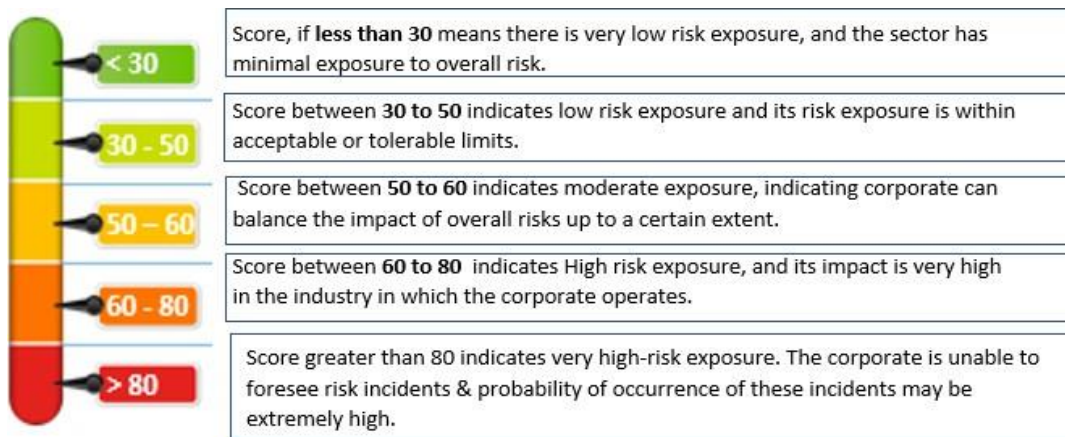 < 30
Score, if less than 30 means there is very low risk exposure, and the sector has
minimal exposure to overall risk.
30 - 50
Score between 30 to 50 indicates low risk exposure and its risk exposure is within
acceptable or tolerable limits.
50 – 60
Score between 50 to 60 indicates moderate exposure, indicating corporate can
balance the impact of overall risks up to a certain extent.
60 - 80
Score between 60 to 80 indicates High risk exposure, and its impact is very high
in the industry in which the corporate operates.
> 80
Score greater than 80 indicates very high-risk exposure. The corporate is unable to
foresee risk incidents & probability of occurrence of these incidents may be
extremely high.